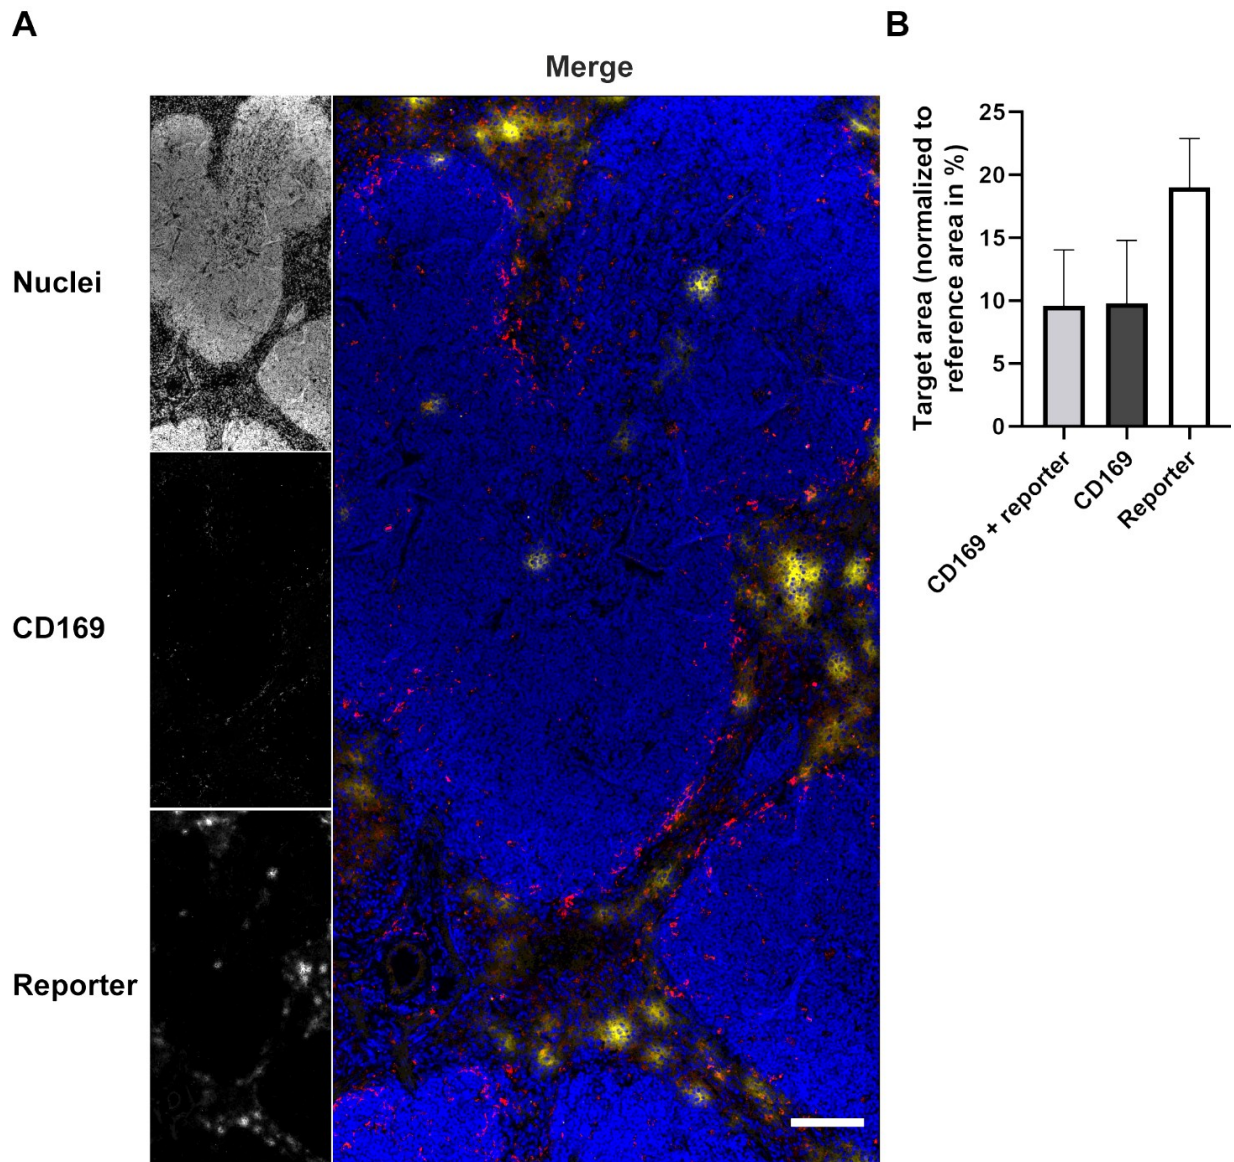 A
B
Merge
Nuclei
CD169
Reporter
Target area (normalized to
reference area in %)
25
20
15
10
5
0
CD169 + reporter
CD169
Reporter